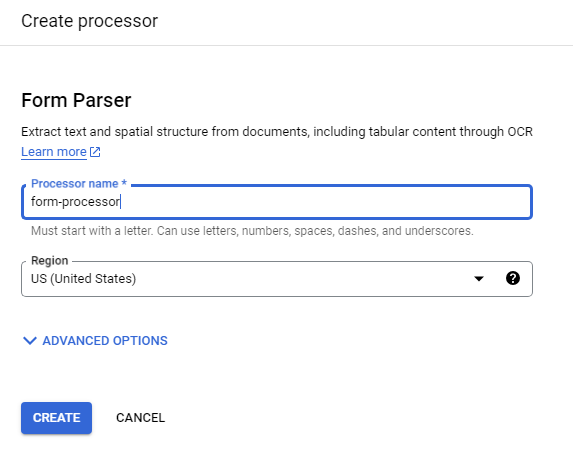 Create processor
Form Parser
Extract text and spatial structure from documents, including tabular content through OCR
Learn more
Processor name *
form-processor
Must start with a letter. Can use letters, numbers, spaces, dashes, and underscores.
Region
US (United States)
ADVANCED OPTIONS
CREATE CANCEL